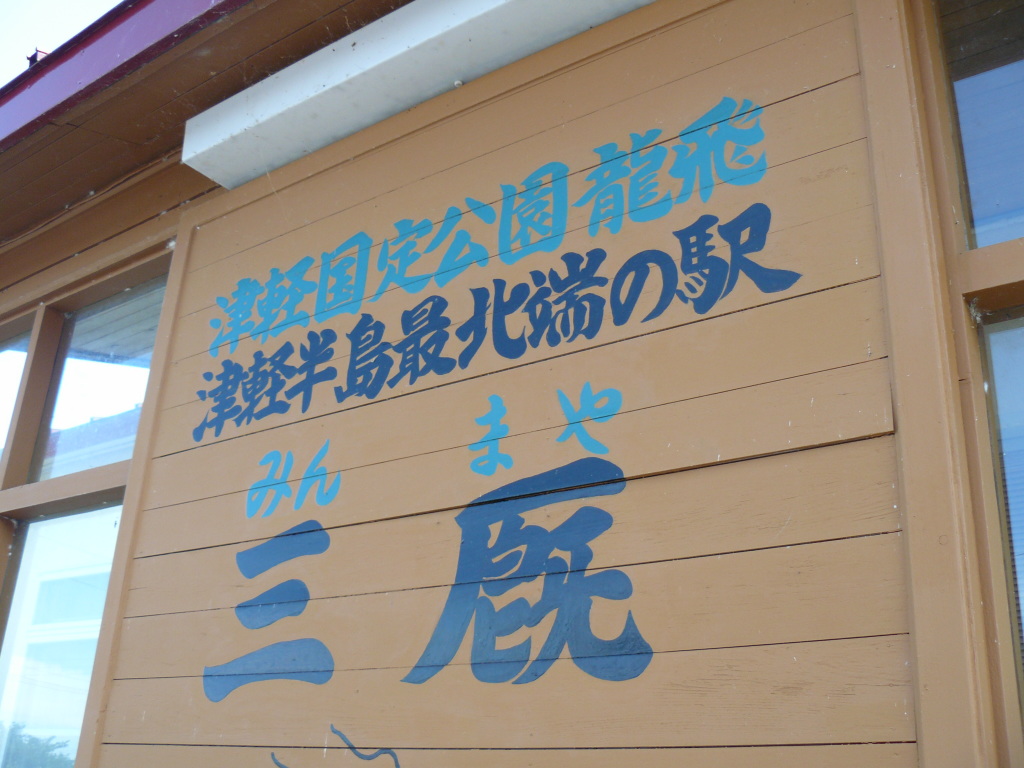 津軽国定公園龍飛
津軽半島最北端の駅
みんまや
三厩